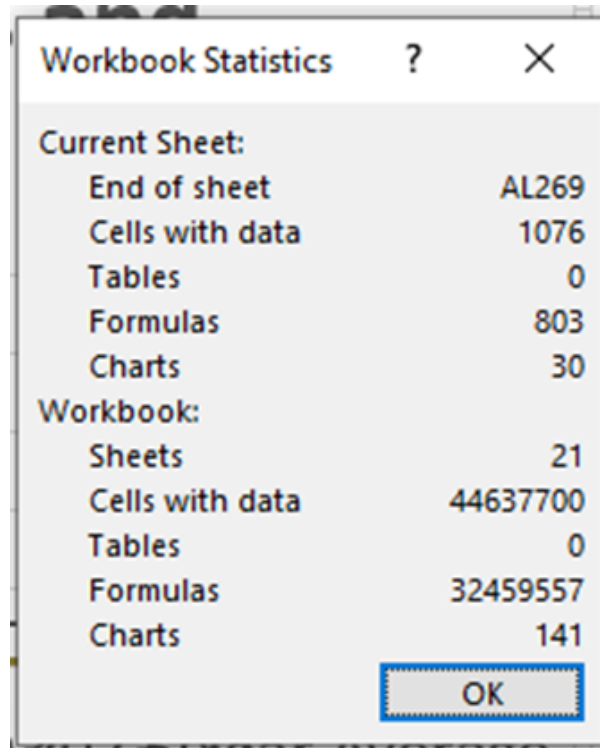 and
Workbook Statistics ? ×
Current Sheet:
End of sheet AL269
Cells with data 1076
Tables 0
Formulas 803
Charts 30
Workbook:
Sheets 21
Cells with data 44637700
Tables 0
Formulas 32459557
Charts 141
OK